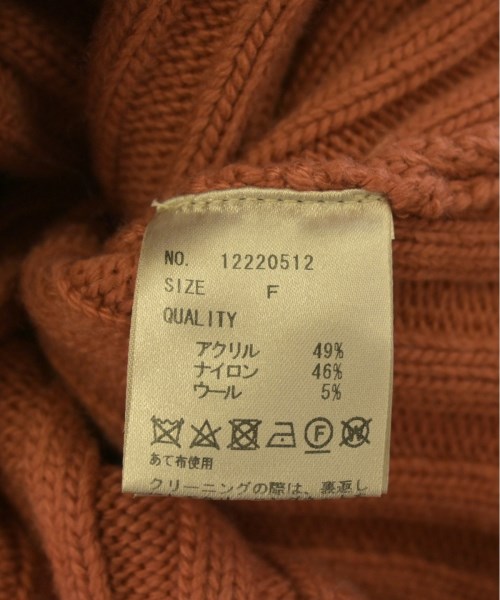 NO. 12220512
SIZE F
QUALITY
アクリル 49%
ナイロン 46%
ウール 5%
F W
あて布使用
クリーニングの際は、裏返し